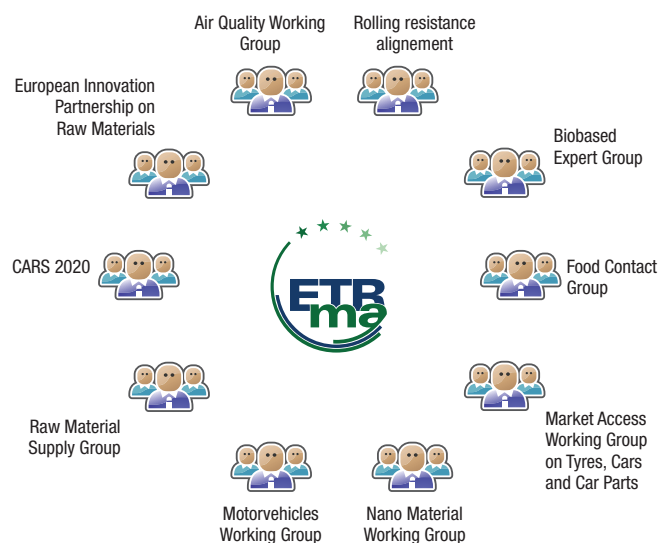 Air Quality Working
Group
Rolling resistance
alignement
European Innovation
Partnership on
Raw Materials
Biobased
Expert Group
CARS 2020
ETR
ma
Food Contact
Group
Raw Material
Supply Group
Market Access
Working Group
on Tyres, Cars
and Car Parts
Motorvehicles
Working Group
Nano Material
Working Group